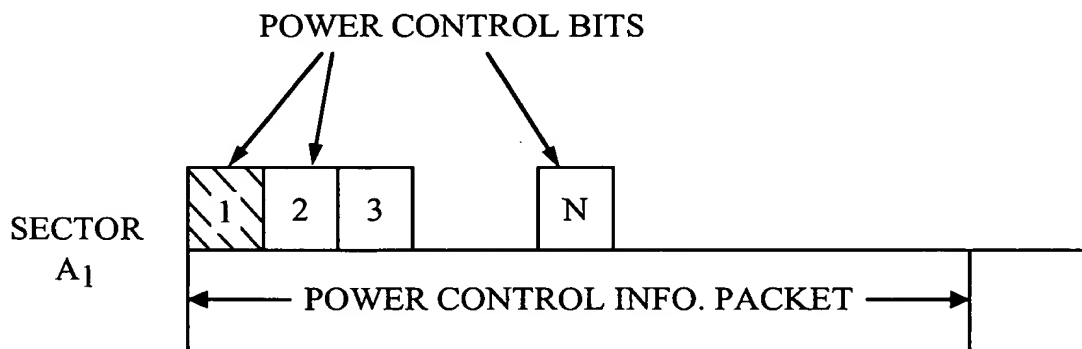 POWER CONTROL BITS
1 2 3 N
SECTOR
A1
POWER CONTROL INFO. PACKET